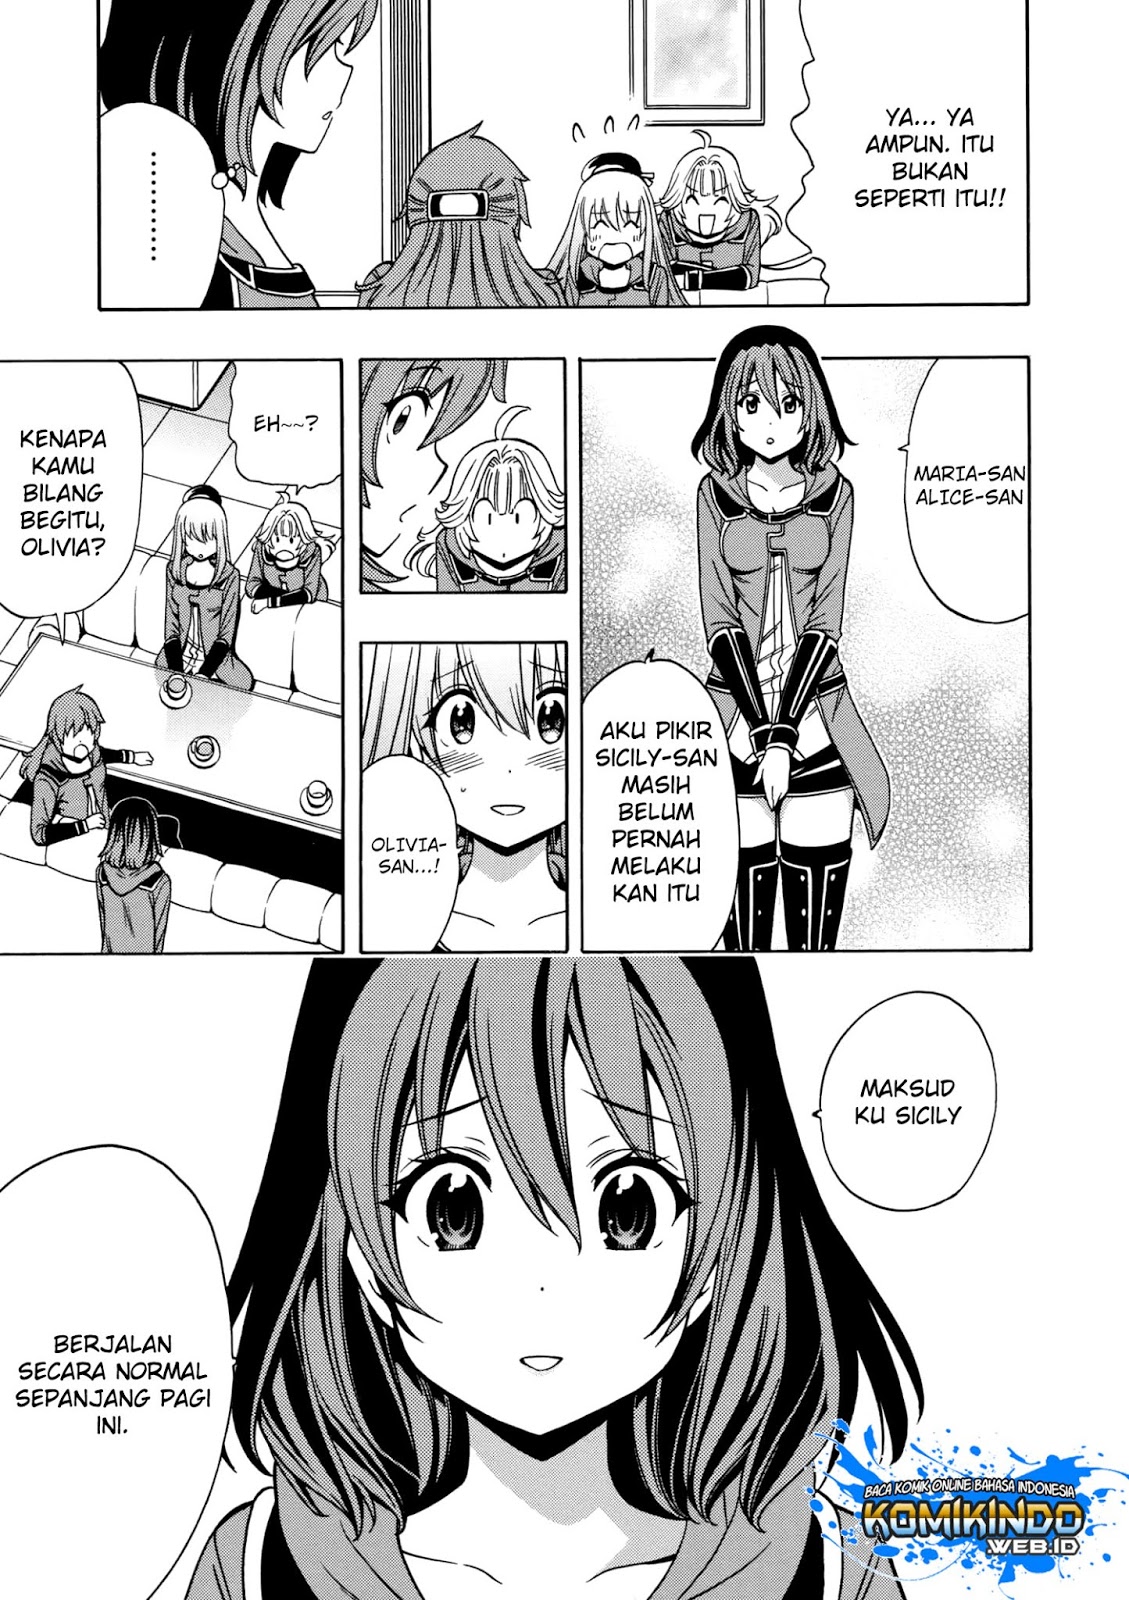 YA... YA
AMPUN. ITU
BUKAN
SEPERTI ITU!!
..........
MARIA-SAN
ALICE-SAN
AKU PIKIR
SICILY-SAN
MASIH
BELUM
PERNAH
MELAKU
KAN ITU
OLIVIA-
SAN...!
EH~~?
KENAPA
KAMU
BILANG
BEGITU,
OLIVIA?
MAKSUD
KU SICILY
BERJALAN
SECARA NORMAL
SEPANJANG PAGI
INI.
BACA KOMIK ONLINE BAHASA INDONESIA
KOMIKINDO
.WEB.ID